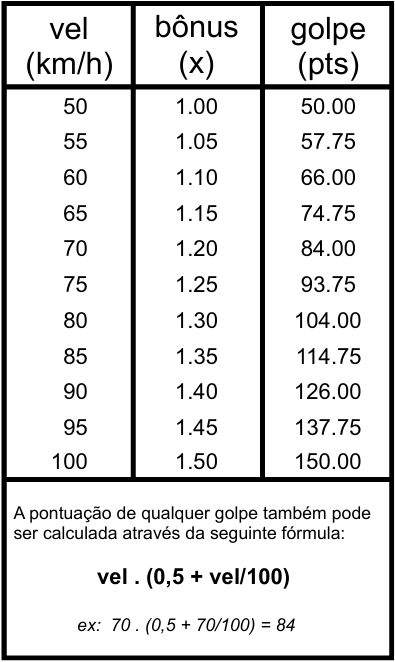 vel bônus golpe
(km/h) (x) (pts)
50 1.00 50.00
55 1.05 57.75
60 1.10 66.00
65 1.15 74.75
70 1.20 84.00
75 1.25 93.75
80 1.30 104.00
85 1.35 114.75
90 1.40 126.00
95 1.45 137.75
100 1.50 150.00
A pontuação de qualquer golpe também pode
ser calculada através da seguinte fórmula:
vel . (0,5 + vel/100)
ex: 70 . (0,5 + 70/100) = 84